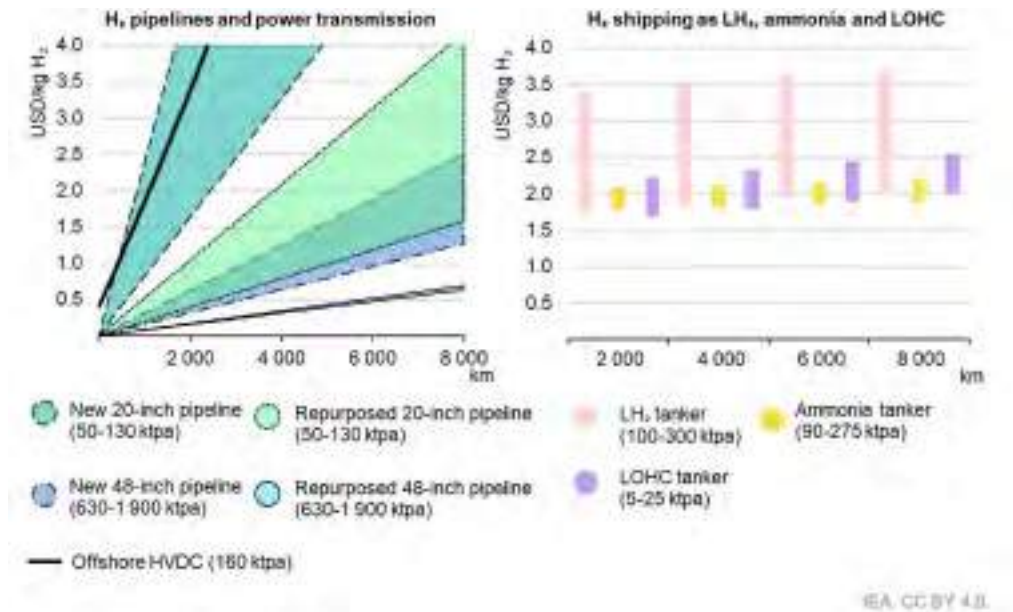 H₂ pipelines and power transmission
USD/kg H₂
4.0
3.5
3.0
2.5
2.0
1.5
1.0
0.5
2 000
4 000
6 000
8 000
km
New 20-inch pipeline
(50-130 ktpa)
Repurposed 20-inch pipeline
(50-130 ktpa)
New 48-inch pipeline
(630-1 900 ktpa)
Repurposed 48-inch pipeline
(630-1 900 ktpa)
Offshore HVDC (160 ktpa)
H₂ shipping as LH₂, ammonia and LOHC
USD/kg H₂
4.0
3.5
3.0
2.5
2.0
1.5
1.0
0.5
2 000
4 000
6 000
8 000
km
LH₂ tanker
(100-300 ktpa)
Ammonia tanker
(90-275 ktpa)
LOHC tanker
(5-25 ktpa)
IEA. CC BY 4.0.